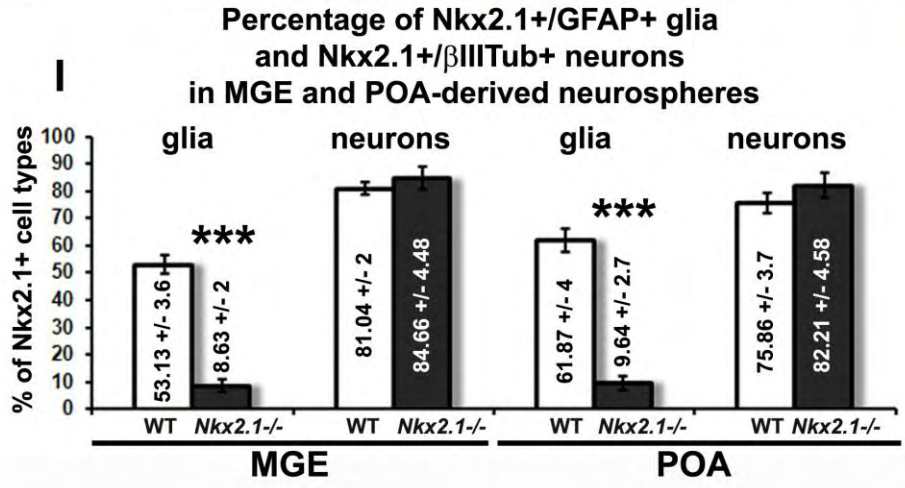 Percentage of Nkx2.1+/GFAP+ glia
and Nkx2.1+/βIIITub+ neurons
in MGE and POA-derived neurospheres
I
glia
neurons
glia
neurons
% of Nkx2.1+ cell types
100
90
80
70
60
50
40
30
20
10
0
***
***
53.13 +/- 3.6
8.63 +/- 2
81.04 +/- 2
84.66 +/- 4.48
61.87 +/- 4
9.64 +/- 2.7
75.86 +/- 3.7
82.21 +/- 4.58
WT Nkx2.1-/- WT Nkx2.1-/- WT Nkx2.1-/- WT Nkx2.1-/-
MGE POA